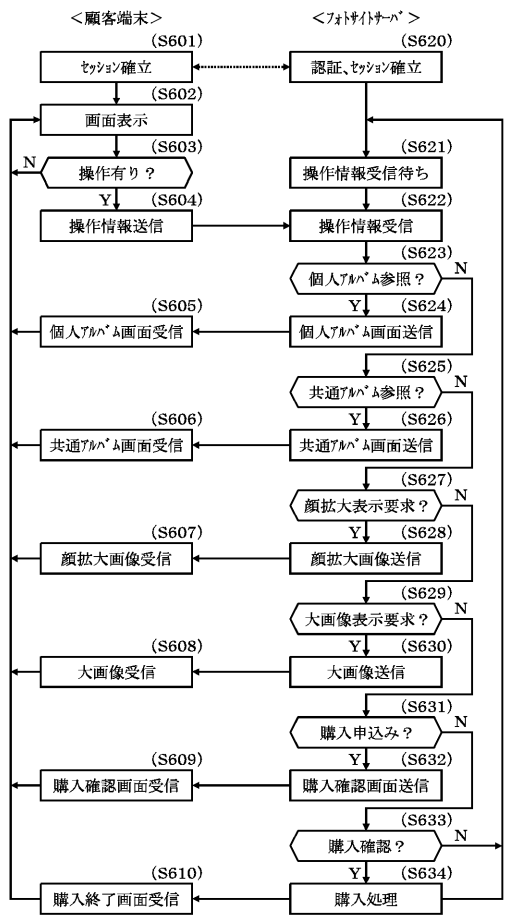 ＜顧客端末＞ ＜ﾌｫﾄｻｲﾄｻｰﾊﾞ＞
(S601) (S620)
ｾｯｼｮﾝ確立 認証、ｾｯｼｮﾝ確立
(S602)
画面表示
(S603) (S621)
N 操作有り？ 操作情報受信待ち
Y (S604) (S622)
操作情報送信 操作情報受信
(S623)
個人ｱﾙﾊﾞﾑ参照？ N
(S605) Y (S624)
個人ｱﾙﾊﾞﾑ画面受信 個人ｱﾙﾊﾞﾑ画面送信
(S625)
共通ｱﾙﾊﾞﾑ参照？ N
(S606) Y (S626)
共通ｱﾙﾊﾞﾑ画面受信 共通ｱﾙﾊﾞﾑ画面送信
(S627)
顔拡大表示要求？ N
(S607) Y (S628)
顔拡大画像受信 顔拡大画像送信
(S629)
大画像表示要求？ N
(S608) Y (S630)
大画像受信 大画像送信
(S631)
購入申込み？ N
(S609) Y (S632)
購入確認画面受信 購入確認画面送信
(S633)
購入確認？ N
(S610) Y (S634)
購入終了画面受信 購入処理